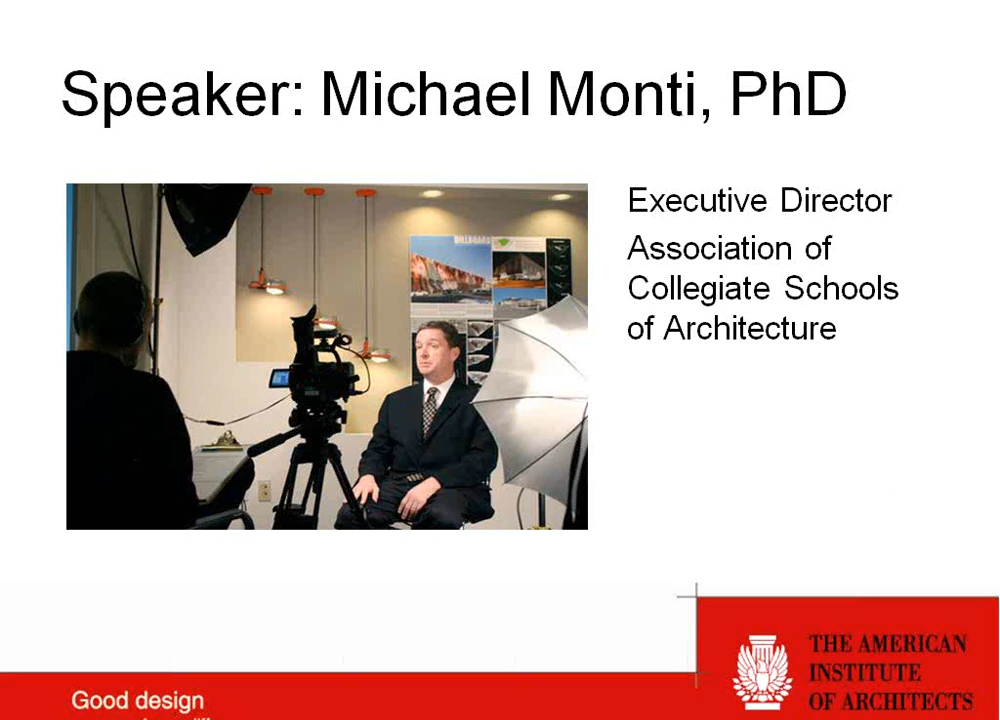 Speaker: Michael Monti, PhD
Executive Director
Association of
Collegiate Schools
of Architecture
BILLBOARD
THE AMERICAN
INSTITUTE
OF ARCHITECTS
Good design